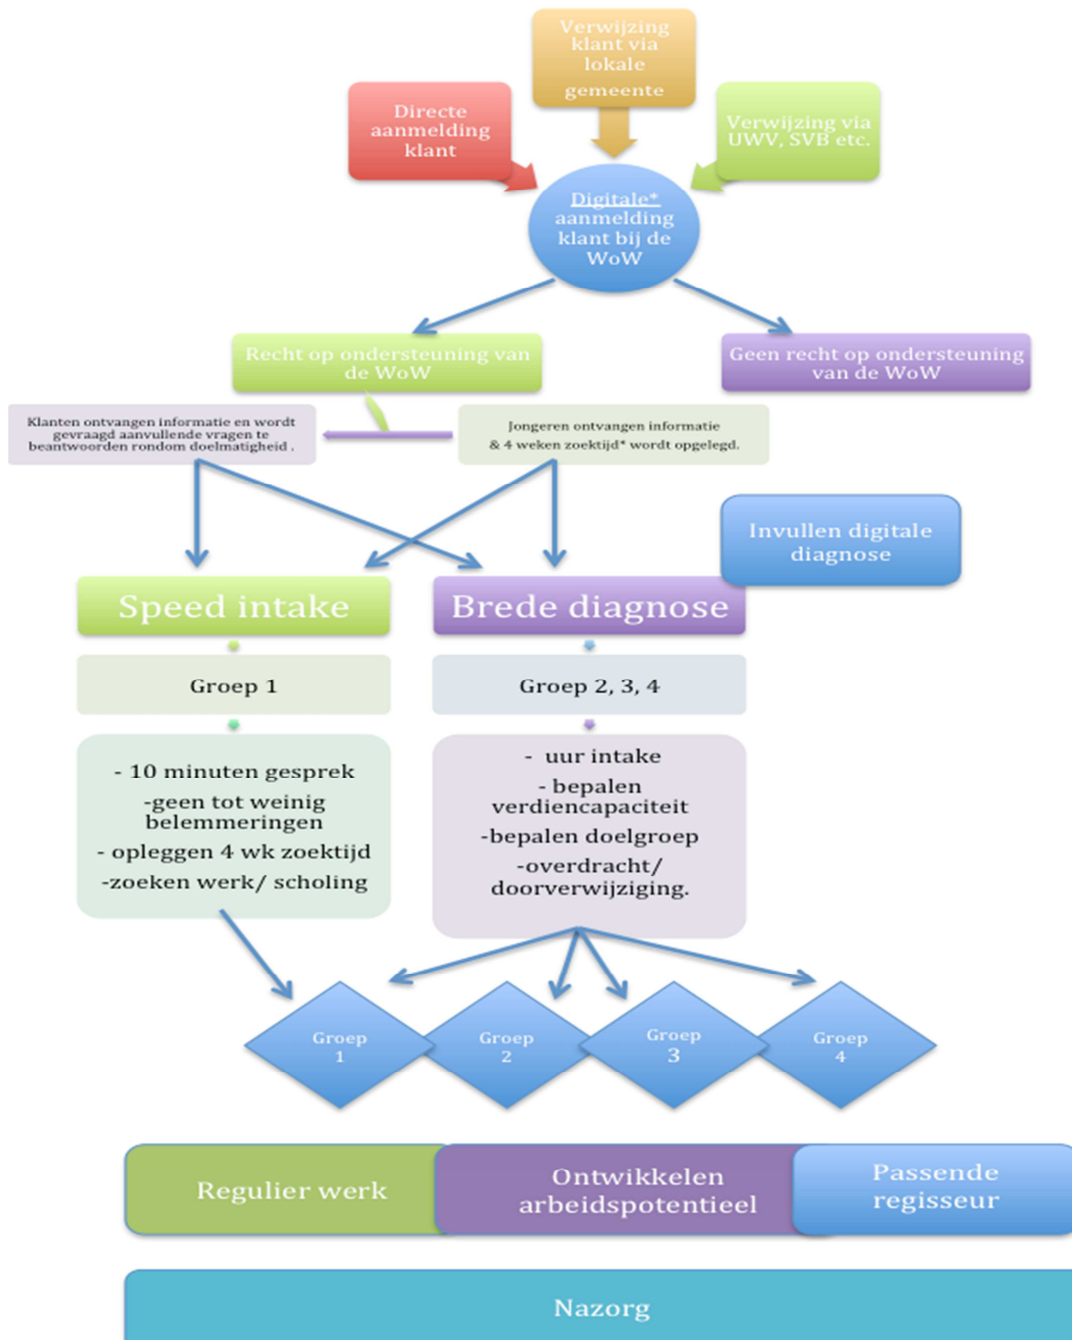 Verwijzing
klant via
lokale
gemeente
Directe
aanmelding
klant
Verwijzing via
UWV, SVB etc.
Digitale*
aanmelding
klant bij de
WoW
Recht op ondersteuning van
de WoW
Geen recht op ondersteuning
van de WoW
Klanten ontvangen informatie en wordt
gevraagd aanvullende vragen te
beantwoorden rondom doelmatigheid .
Jongeren ontvangen informatie
& 4 weken zoektijd* wordt opgelegd.
Invullen digitale
diagnose
Speed intake
Brede diagnose
Groep 1
Groep 2, 3, 4
- 10 minuten gesprek
-geen tot weinig
belemmeringen
- opleggen 4 wk zoektijd
-zoeken werk/ scholing
- uur intake
- bepalen
verdiencapaciteit
-bepalen doelgroep
-overdracht/
doorverwijziging.
Groep
1
Groep
2
Groep
3
Groep
4
Regulier werk
Ontwikkelen
arbeidspotentieel
Passende
regisseur
Nazorg